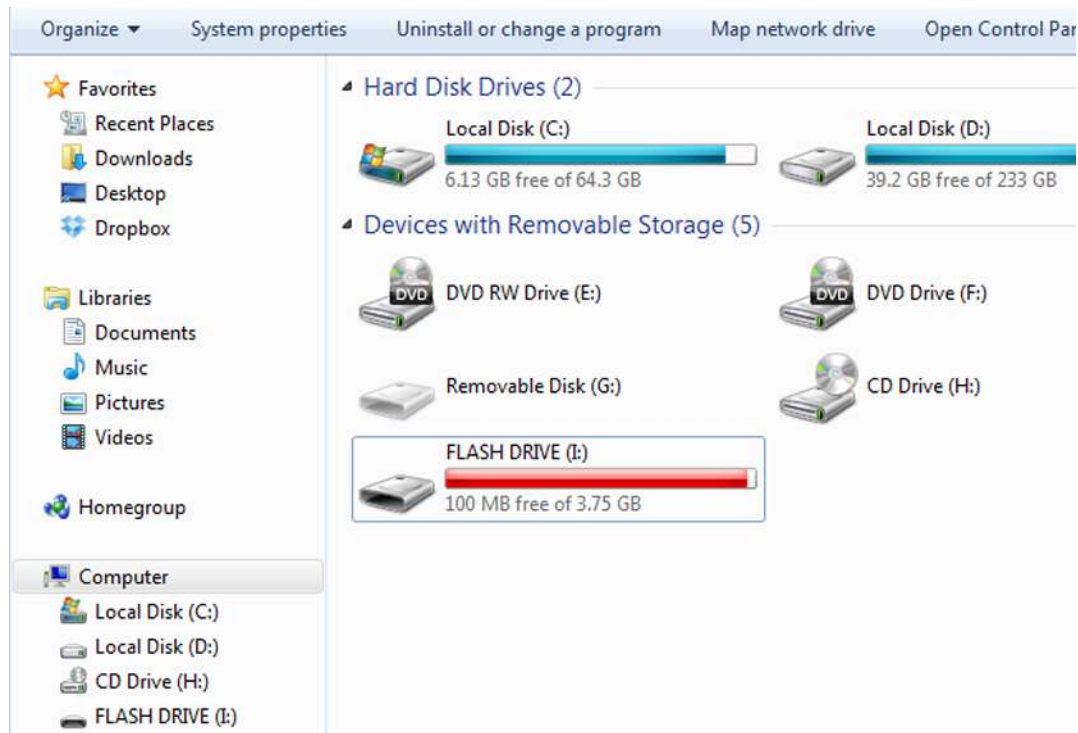 Organize System properties Uninstall or change a program Map network drive Open Control Par
Favorites
Recent Places
Downloads
Desktop
Dropbox
Libraries
Documents
Music
Pictures
Videos
Homegroup
Computer
Local Disk (C:)
Local Disk (D:)
CD Drive (H:)
FLASH DRIVE (I:)
Hard Disk Drives (2)
Local Disk (C:)
6.13 GB free of 64.3 GB
Local Disk (D:)
39.2 GB free of 233 GB
Devices with Removable Storage (5)
DVD
DVD RW Drive (E:)
DVD
DVD Drive (F:)
Removable Disk (G:)
CD Drive (H:)
FLASH DRIVE (I:)
100 MB free of 3.75 GB